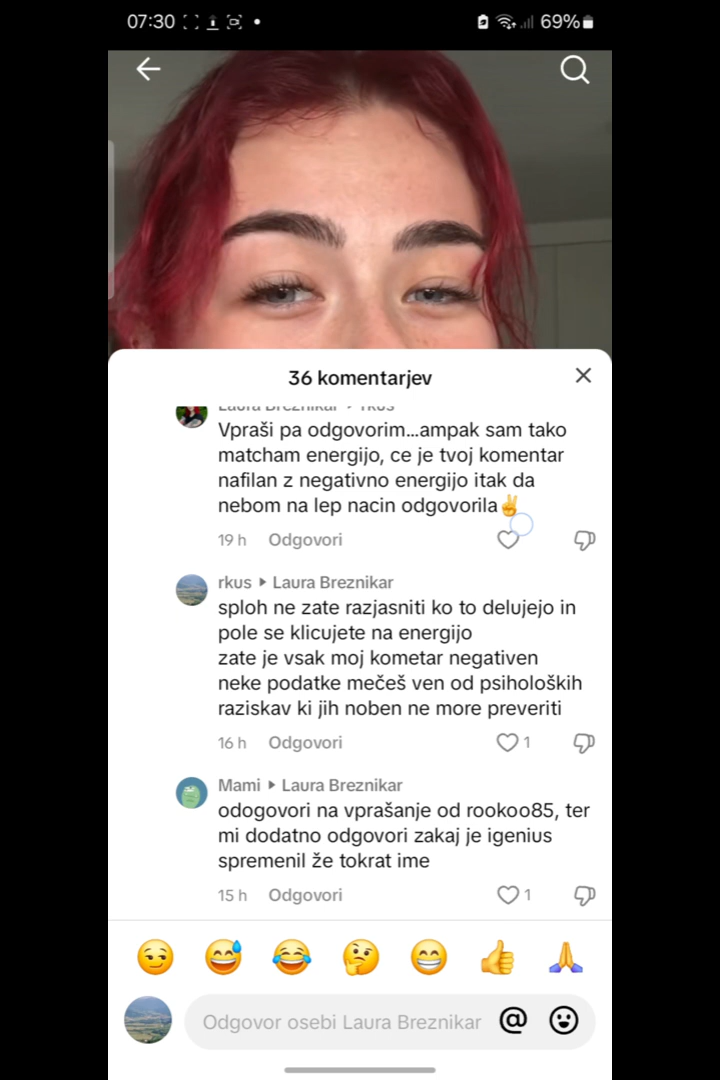 07:30
69%
36 komentarjev
Laura Breznikar rkus
Vpraši pa odgovorim...ampak sam tako
matcham energijo, ce je tvoj komentar
nafilan z negativno energijo itak da
nebom na lep nacin odgovorila✌
19 h Odgovori
rkus Laura Breznikar
sploh ne zate razjasniti ko to delujejo in
pole se klicujete na energijo
zate je vsak moj kometar negativen
neke podatke mečeš ven od psiholoških
raziskav ki jih noben ne more preveriti
16 h Odgovori 1
Mami Laura Breznikar
odogovori na vprašanje od rookoo85, ter
mi dodatno odgovori zakaj je igenius
spremenil že tokrat ime
15 h Odgovori 1
Odgovor osebi Laura Breznikar @